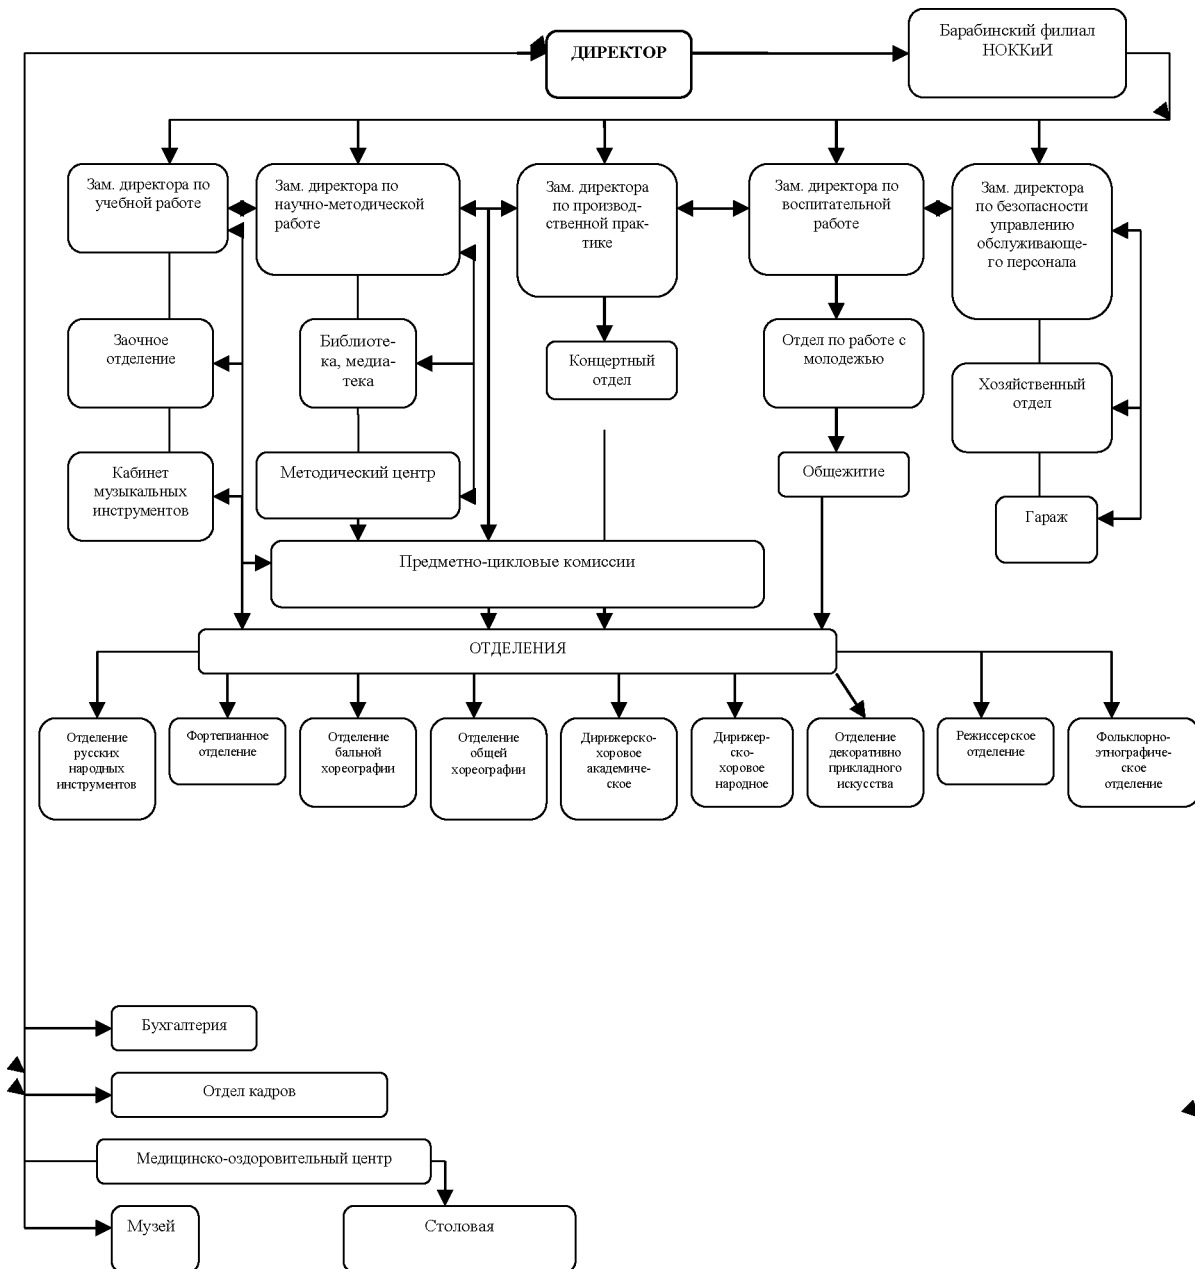 ДИРЕКТОР
Барабинский филиал
НОККиИ
Зам. директора по
учебной работе
Зам. директора по
научно-методической
работе
Зам. директора
по производ-
ственной прак-
тике
Зам. директора по
воспитательной
работе
Зам. директора
по безопасности
управлению
обслуживающе-
го персонала
Заочное
отделение
Библиоте-
ка, медиа-
тека
Концертный
отдел
Отдел по работе с
молодежью
Хозяйственный
отдел
Кабинет
музыкальных
инструментов
Методический центр
Общежитие
Гараж
Предметно-цикловые комиссии
ОТДЕЛЕНИЯ
Отделение
русских
народных
инструментов
Фортепианное
отделение
Отделение
бальной
хореографии
Отделение
общей
хореографии
Дирижерско-
хоровое
академиче-
ское
Дирижер-
ско-
хоровое
народное
Отделение
декоративно
прикладного
искусства
Режиссерское
отделение
Фольклорно-
этнографиче-
ское
отделение
Бухгалтерия
Отдел кадров
Медицинско-оздоровительный центр
Музей
Столовая